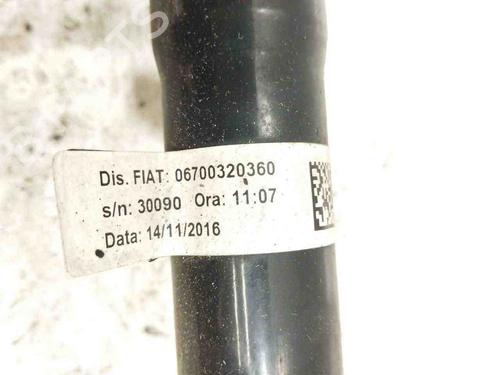 Dis. FIAT: 06700320360
s/n: 30090 Ora: 11:07
Data: 14/11/2016